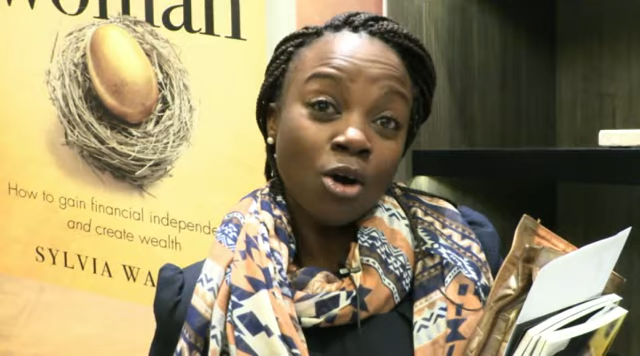 woman
How to gain financial independe
and create wealth
SYLVIA WA